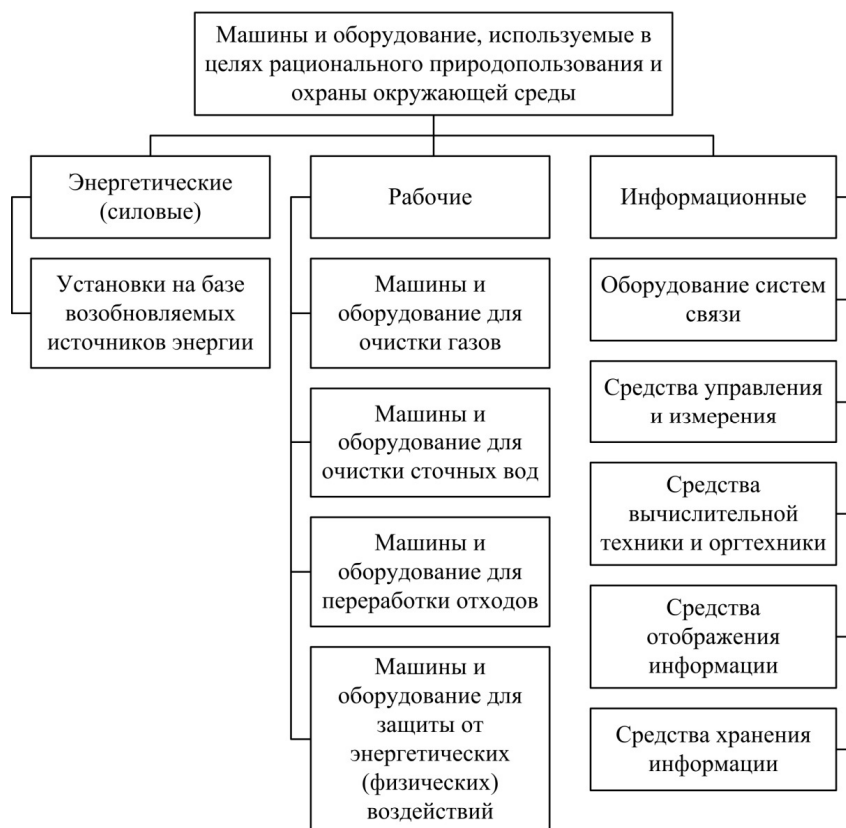 Машины и оборудование, используемые в
целях рационального природопользования и
охраны окружающей среды
Энергетические
(силовые)
Установки на базе
возобновляемых
источников энергии
Рабочие
Машины и
оборудование для
очистки газов
Машины и
оборудование для
очистки сточных вод
Машины и
оборудование для
переработки отходов
Машины и
оборудование для
защиты от
энергетических
(физических)
воздействий
Информационные
Оборудование систем
связи
Средства управления
и измерения
Средства
вычислительной
техники и оргтехники
Средства
отображения
информации
Средства хранения
информации